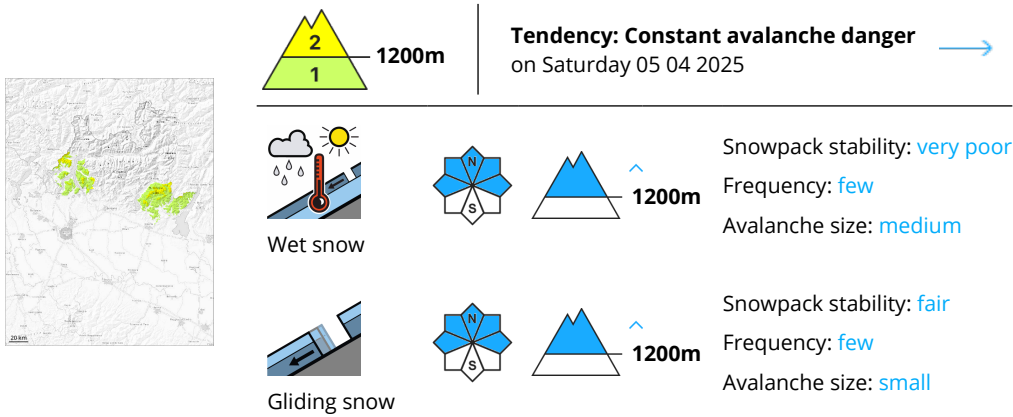 2
1
1200m
Tendency: Constant avalanche danger
on Saturday 05 04 2025
20 km
N
S
1200m
Snowpack stability: very poor
Frequency: few
Avalanche size: medium
Wet snow
N
S
1200m
Snowpack stability: fair
Frequency: few
Avalanche size: small
Gliding snow